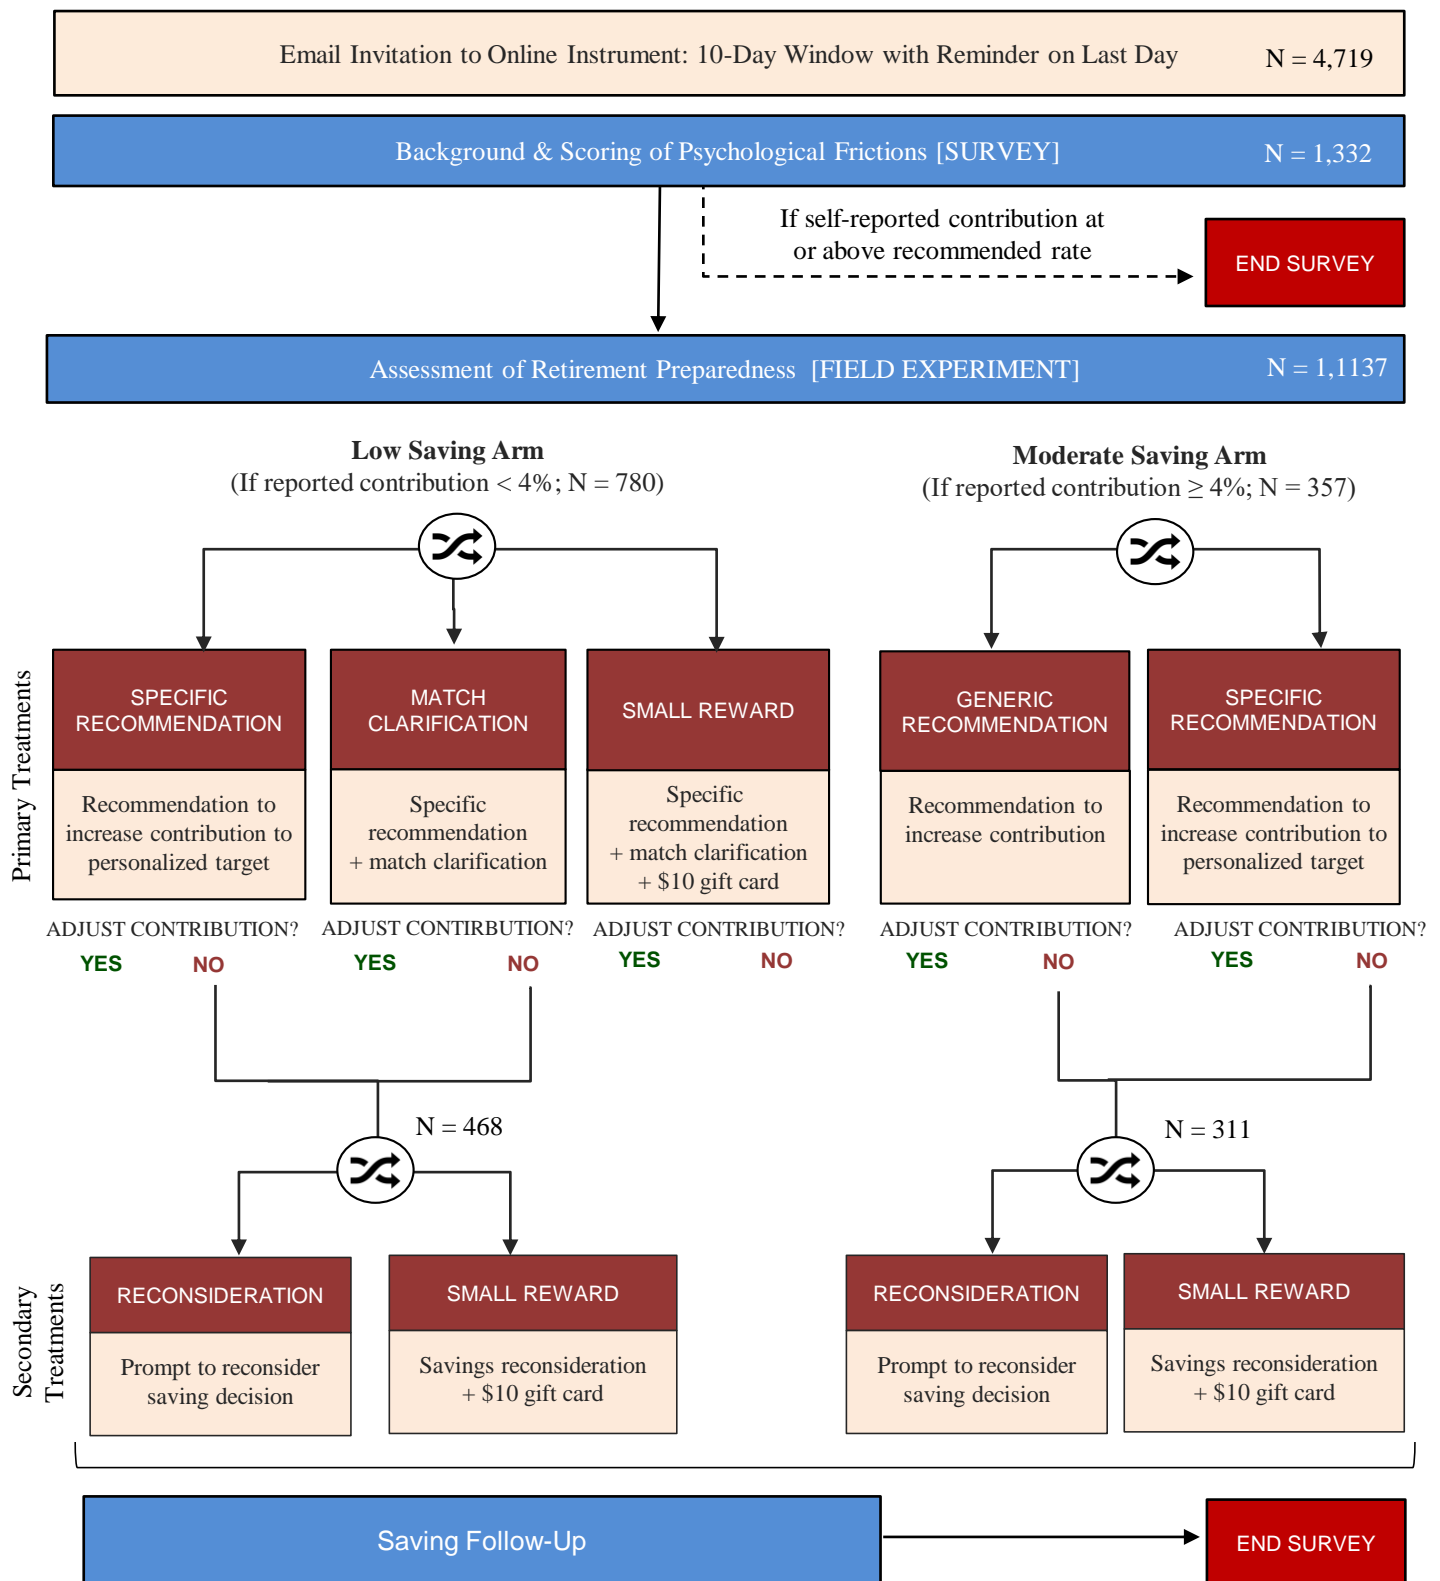 Email Invitation to Online Instrument: 10-Day Window with Reminder on Last Day N = 4,719
Background & Scoring of Psychological Frictions [SURVEY] N = 1,332
If self-reported contribution at
or above recommended rate
END SURVEY
Assessment of Retirement Preparedness [FIELD EXPERIMENT] N = 1,1137
Low Saving Arm
(If reported contribution < 4%; N = 780)
Moderate Saving Arm
(If reported contribution ≥ 4%; N = 357)
Primary Treatments
SPECIFIC
RECOMMENDATION
Recommendation to
increase contribution to
personalized target
MATCH
CLARIFICATION
Specific
recommendation
+ match clarification
SMALL REWARD
Specific
recommendation
+ match clarification
+ $10 gift card
GENERIC
RECOMMENDATION
Recommendation to
increase contribution
SPECIFIC
RECOMMENDATION
Recommendation to
increase contribution to
personalized target
ADJUST CONTRIBUTION?
YES NO
ADJUST CONTIRBUTION?
YES NO
ADJUST CONTRIBUTION?
YES NO
ADJUST CONTRIBUTION?
YES NO
ADJUST CONTRIBUTION?
YES NO
N = 468
N = 311
Secondary
Treatments
RECONSIDERATION
Prompt to reconsider
saving decision
SMALL REWARD
Savings reconsideration
+ $10 gift card
RECONSIDERATION
Prompt to reconsider
saving decision
SMALL REWARD
Savings reconsideration
+ $10 gift card
Saving Follow-Up
END SURVEY